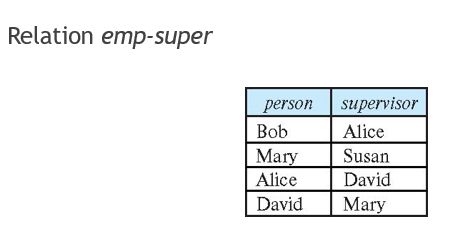 Relation emp-super
person supervisor
Bob Alice
Mary Susan
Alice David
David Mary